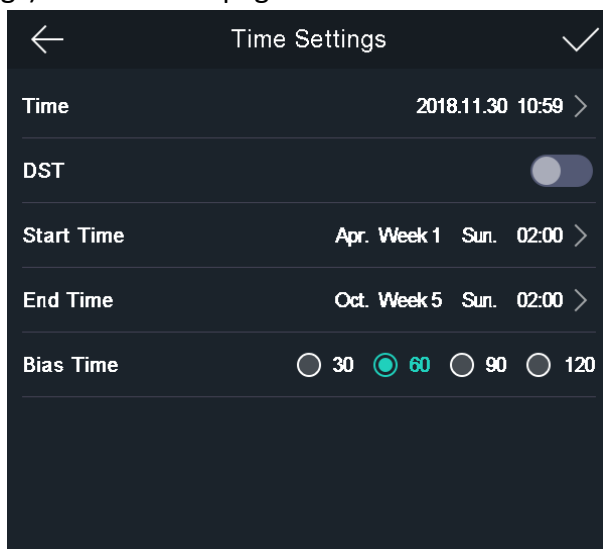 Time Settings
Time 2018.11.30 10:59
DST
Start Time Apr. Week 1 Sun. 02:00
End Time Oct. Week 5 Sun. 02:00
Bias Time 30 60 90 120